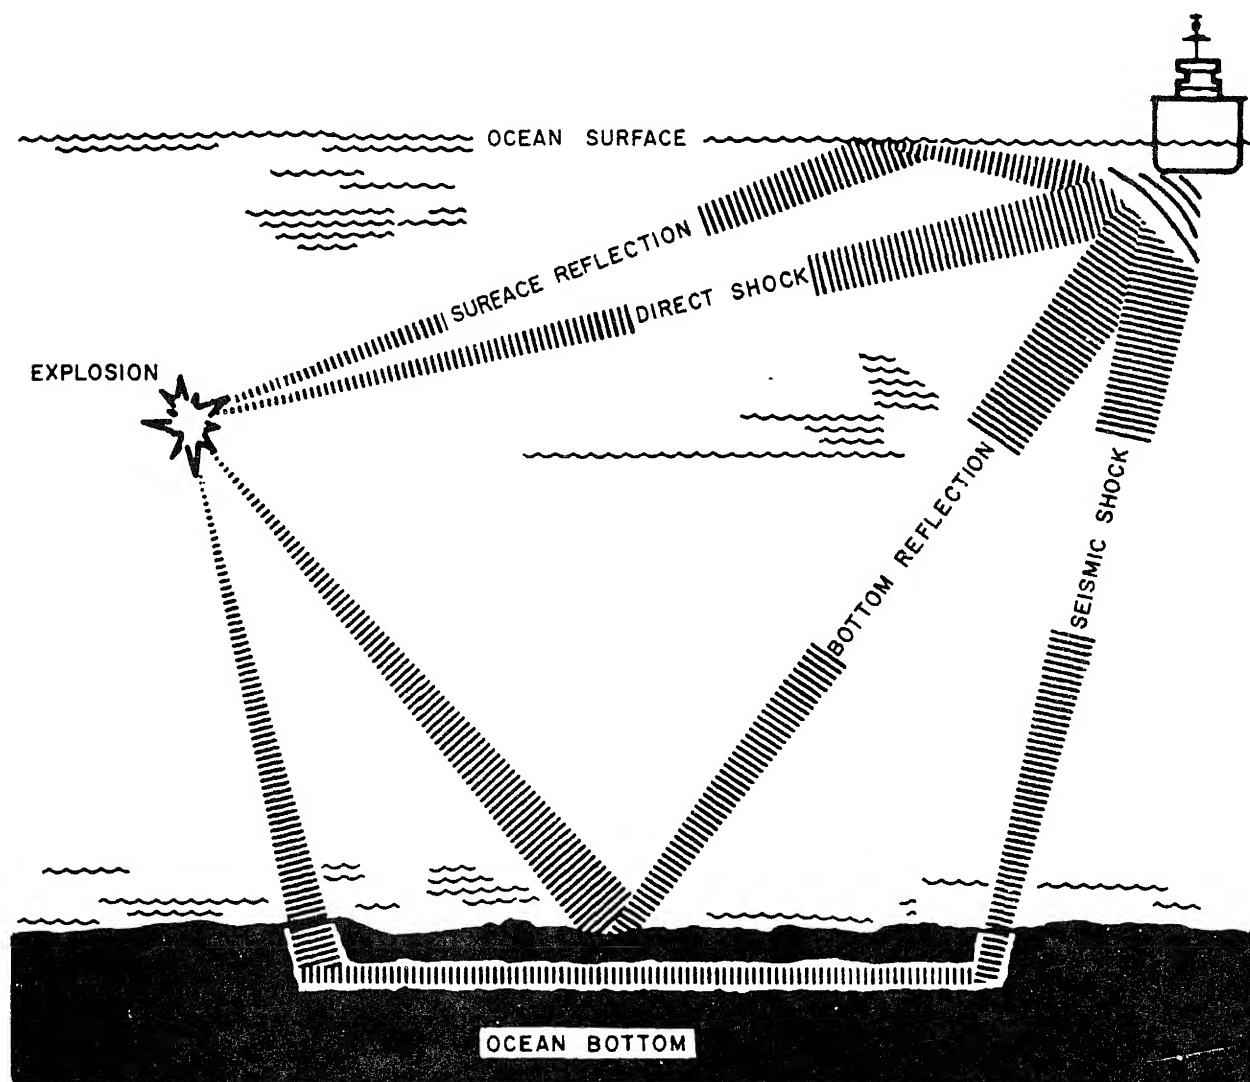 OCEAN SURFACE
SUREACE REFLECTION
DIRECT SHOCK
EXPLOSION
BOTTOM REFLECTION
SEISMIC SHOCK
OCEAN BOTTOM